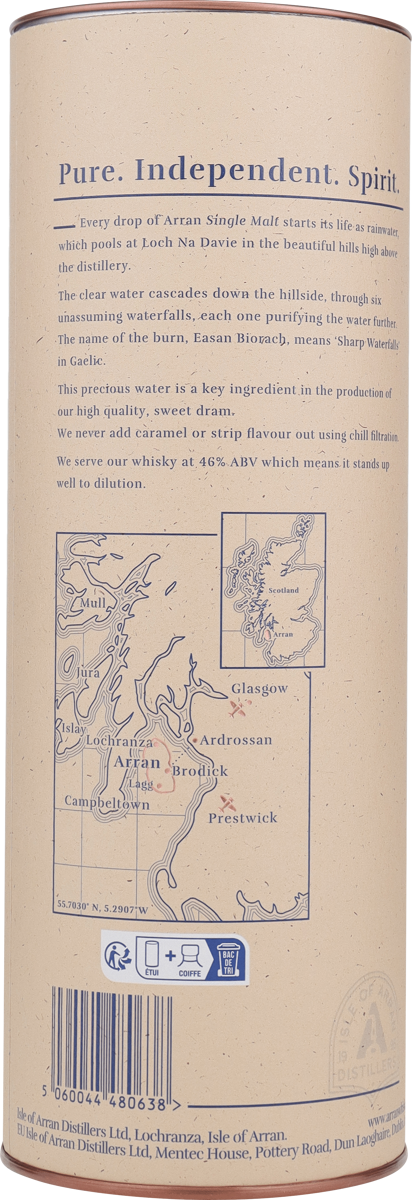 Pure. Independent. Spirit.
Every drop of Arran Single Malt starts its life as rainwater,
which pools at Loch Na Davie in the beautiful hills high above
the distillery.
The clear water cascades down the hillside, through six
unassuming waterfalls, each one purifying the water further.
The name of the burn, Easan Biorach, means 'Sharp Waterfalls'
in Gaelic.
This precious water is a key ingredient in the production of
our high quality, sweet dram.
We never add caramel or strip flavour out using chill filtration.
We serve our whisky at 46% ABV which means it stands up
well to dilution.
Scotland
Arran
Mull
Jura
Glasgow
Islay
Lochranza
Ardrossan
Arran
Brodick
Lagg
Campbeltown
Prestwick
55.7030° N, 5.2907°W
ÉTUI
+
COIFFE
BAC
DE
TRI
ISLE OF
A
DISTILLERS
5 060044 480638 >
Isle of Arran Distillers Ltd, Lochranza, Isle of Arran.
EU Isle of Arran Distillers Ltd, Mentec House, Pottery Road, Dun Laoghaire,